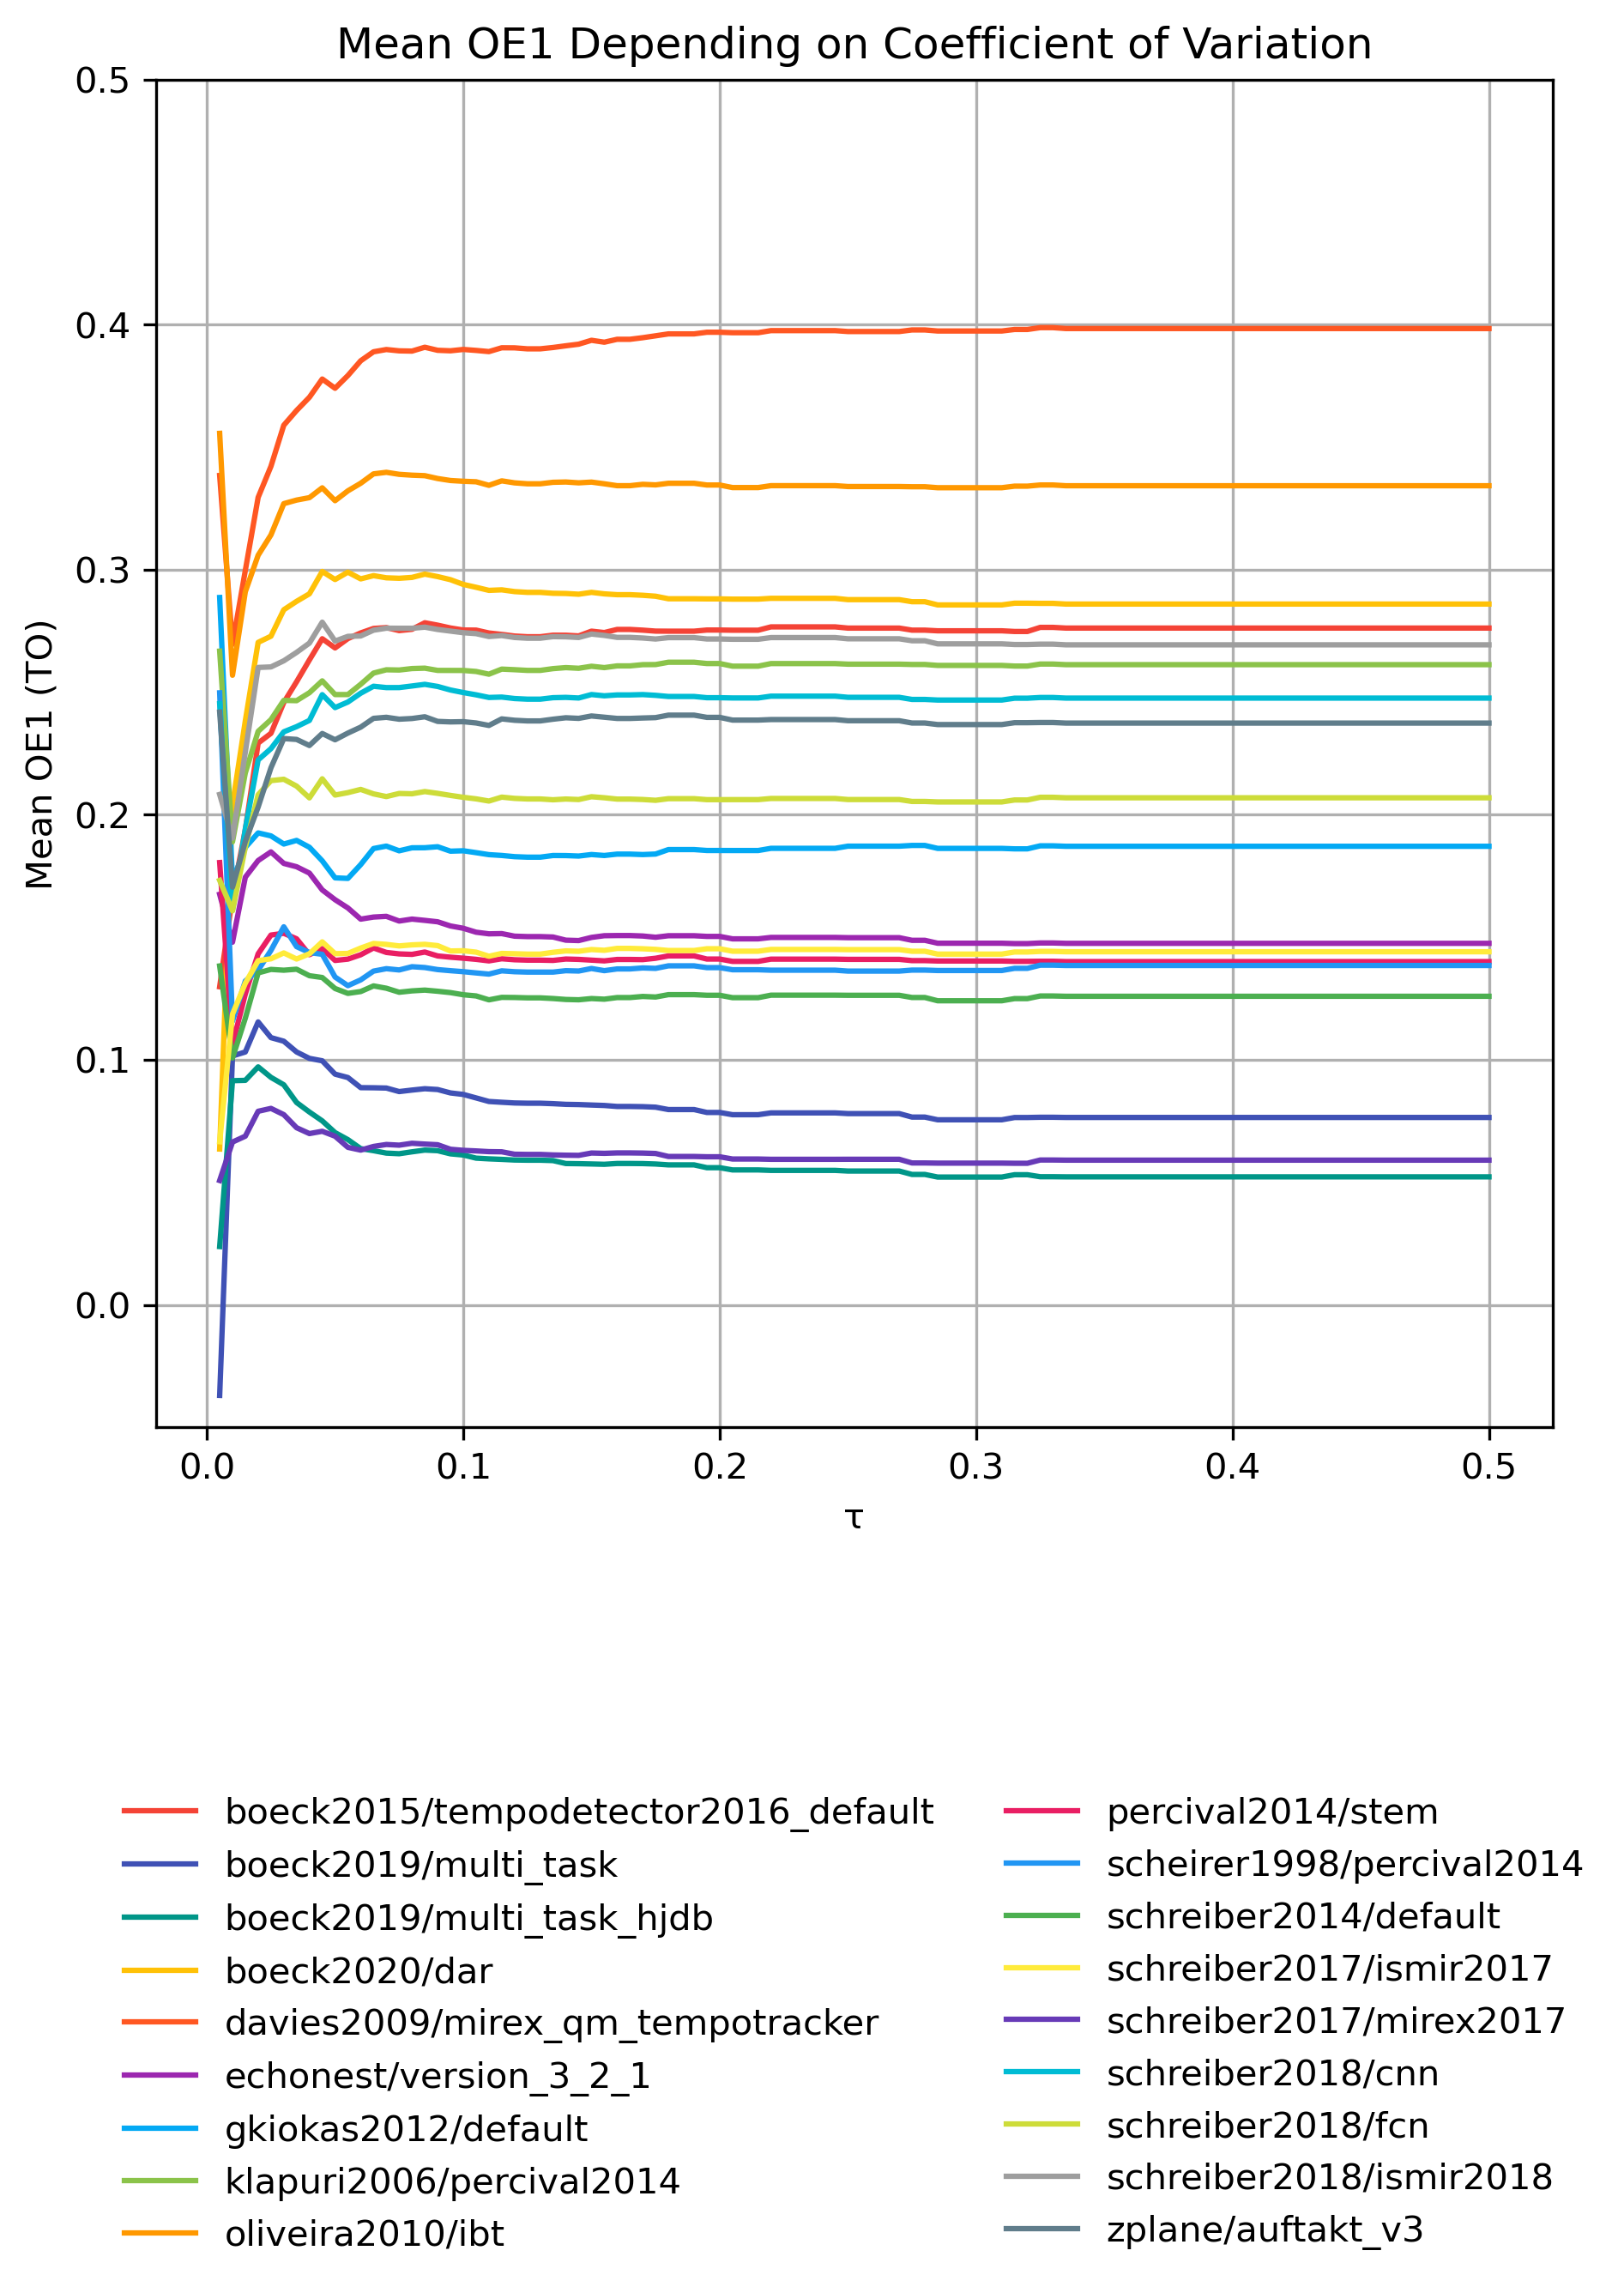 Mean OE1 Depending on Coefficient of Variation
0.5
0.4
0.3
0.2
0.1
0.0
Mean OE1 (TO)
0.0 0.1 0.2 0.3 0.4 0.5
τ
boeck2015/tempodetector2016_default
boeck2019/multi_task
boeck2019/multi_task_hjdb
boeck2020/dar
davies2009/mirex_qm_tempotracker
echonest/version_3_2_1
gkiokas2012/default
klapuri2006/percival2014
oliveira2010/ibt
percival2014/stem
scheirer1998/percival2014
schreiber2014/default
schreiber2017/ismir2017
schreiber2017/mirex2017
schreiber2018/cnn
schreiber2018/fcn
schreiber2018/ismir2018
zplane/auftakt_v3